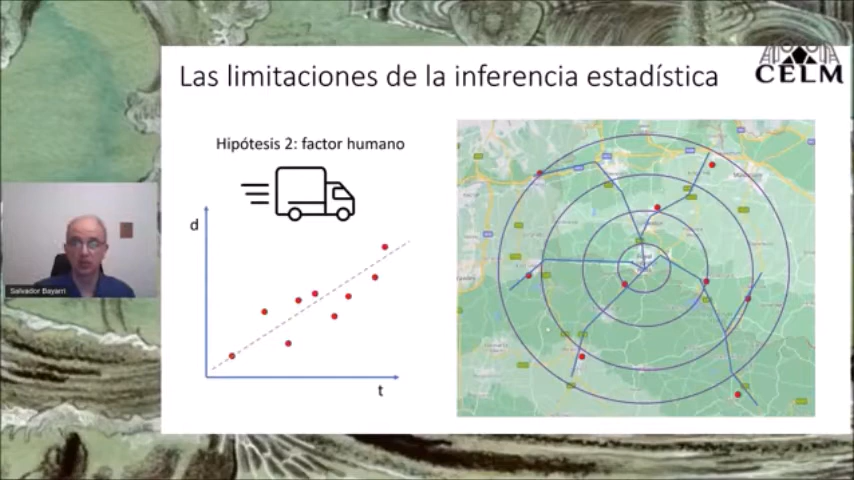 Las limitaciones de la inferencia estadística
CELM
Hipótesis 2: factor humano
d
t
Salvador Bayarri